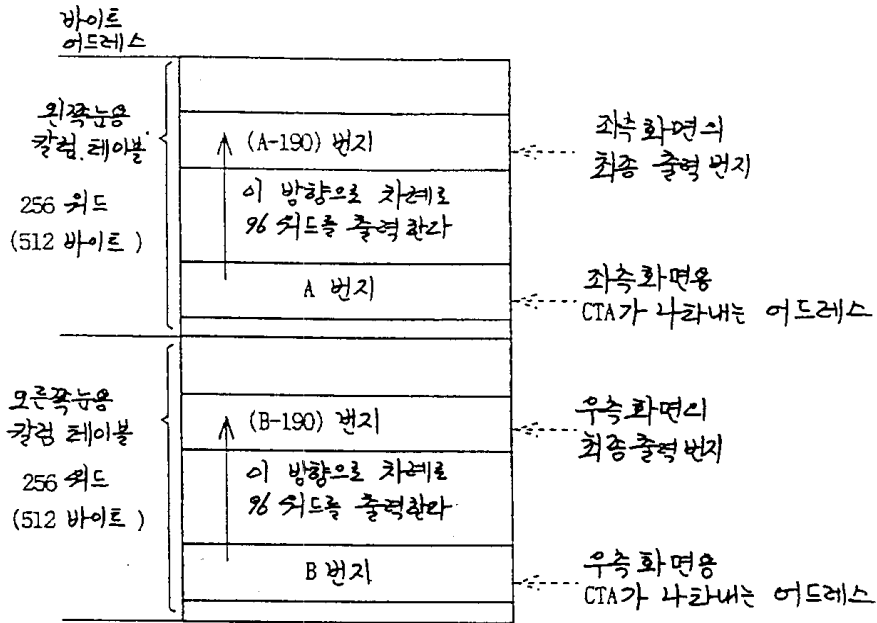 바이트
어드레스
왼쪽눈용
칼럼.테이블
256 워드
(512 바이트 )
(A-190) 번지
이 방향으로 차례로
96 워드를 출력한라
A 번지
좌측화면의
최종 출력 번지
좌측화면용
CTA가 나타내는 어드레스
오른쪽눈용
칼럼 테이블
256 워드
(512 바이트 )
(B-190) 번지
이 방향으로 차례로
96 워드를 출력한라
B 번지
우측화면의
최종출력번지
우측화면용
CTA가 나타내는 어드레스